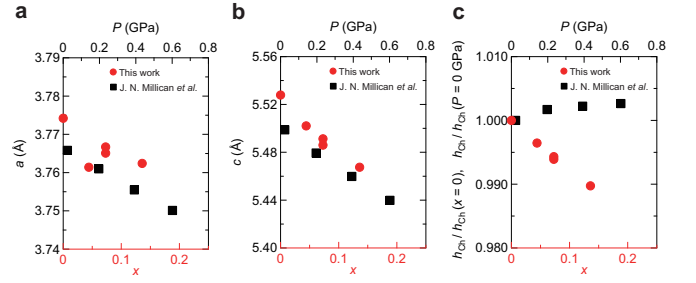 a
P (GPa)
0 0.2 0.4 0.6 0.8
3.79
3.78
3.77
3.76
3.75
3.74
a (Å)
This work
J. N. Millican et al.
0 0.1 0.2
x
b
P (GPa)
0 0.2 0.4 0.6 0.8
5.56
5.52
5.48
5.44
5.40
c (Å)
This work
J. N. Millican et al.
0 0.1 0.2
x
c
P (GPa)
0 0.2 0.4 0.6 0.8
1.010
1.000
0.990
0.980
hCh / hCh (x = 0), hCh / hCh (P = 0 GPa)
This work
J. N. Millican et al.
0 0.1 0.2
x